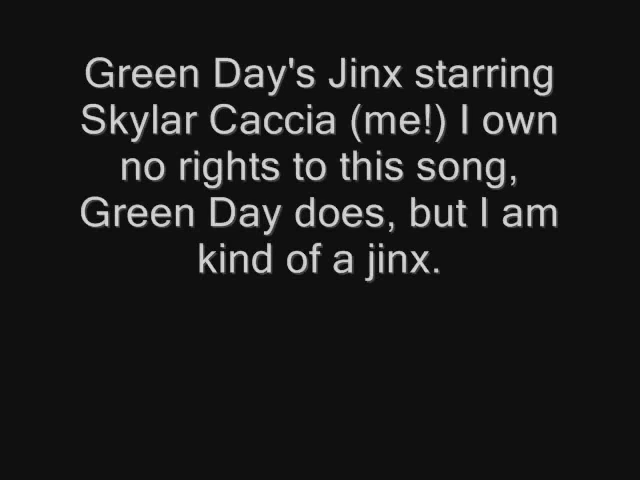 Green Day's Jinx starring
Skylar Caccia (me!) I own
no rights to this song,
Green Day does, but I am
kind of a jinx.